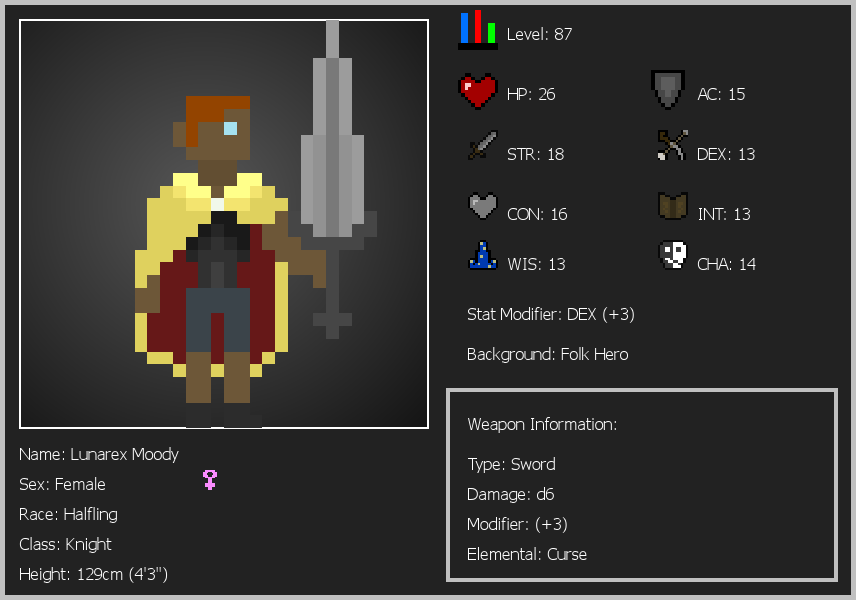 Level: 87
HP: 26
AC: 15
STR: 18
DEX: 13
CON: 16
INT: 13
WIS: 13
CHA: 14
Stat Modifier: DEX (+3)
Background: Folk Hero
Weapon Information:
Type: Sword
Damage: d6
Modifier: (+3)
Elemental: Curse
Name: Lunarex Moody
Sex: Female
Race: Halfling
Class: Knight
Height: 129cm (4'3")